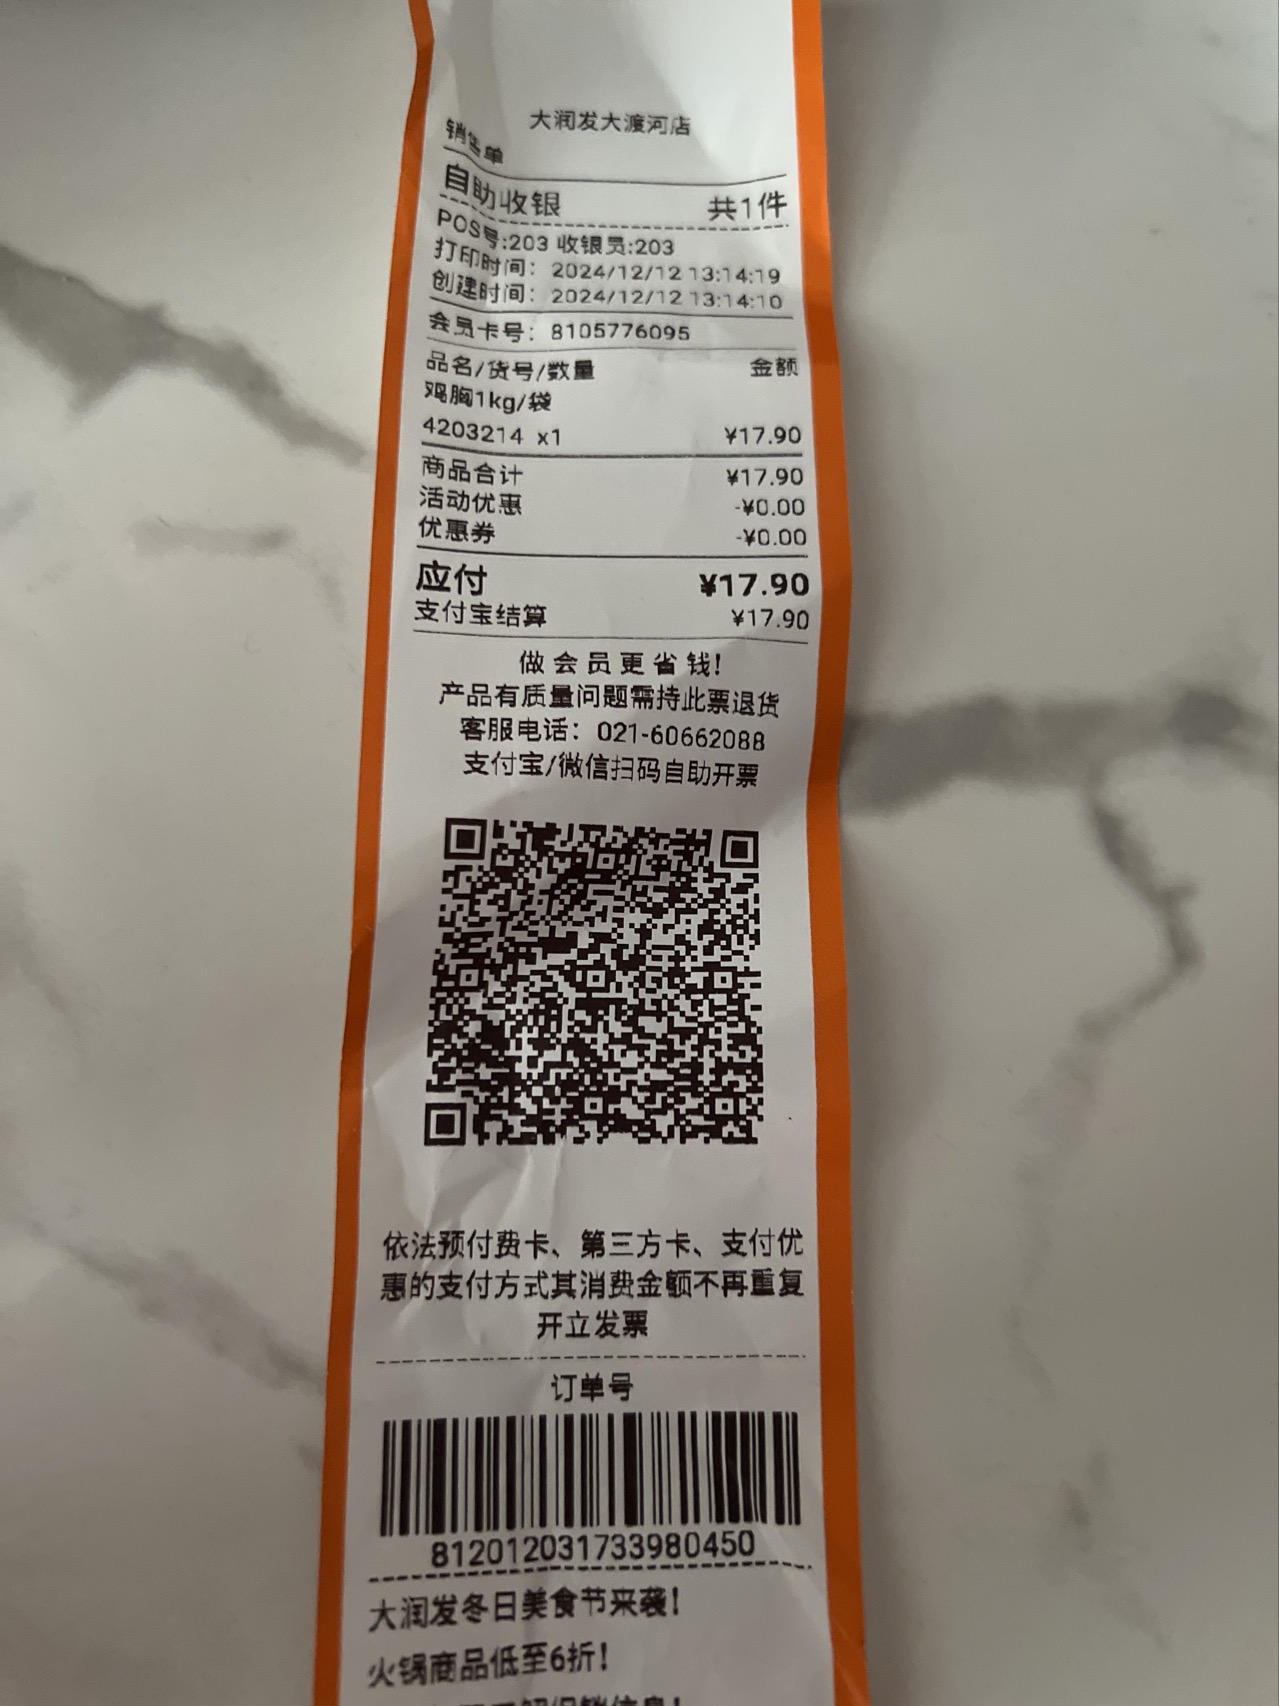 大润发大渡河店
销售单
自助收银 共1件
POS号:203 收银员:203
打印时间: 2024/12/12 13:14:19
创建时间: 2024/12/12 13:14:10
会员卡号: 8105776095
品名/货号/数量 金额
鸡胸1kg/袋
4203214 x1 ¥17.90
商品合计 ¥17.90
活动优惠 -¥0.00
优惠券 -¥0.00
应付 ¥17.90
支付宝结算 ¥17.90
做会员更省钱!
产品有质量问题需持此票退货
客服电话: 021-60662088
支付宝/微信扫码自助开票
依法预付费卡、第三方卡、支付优
惠的支付方式其消费金额不再重复
开立发票
订单号
812012031733980450
大润发冬日美食节来袭!
火锅商品低至6折!